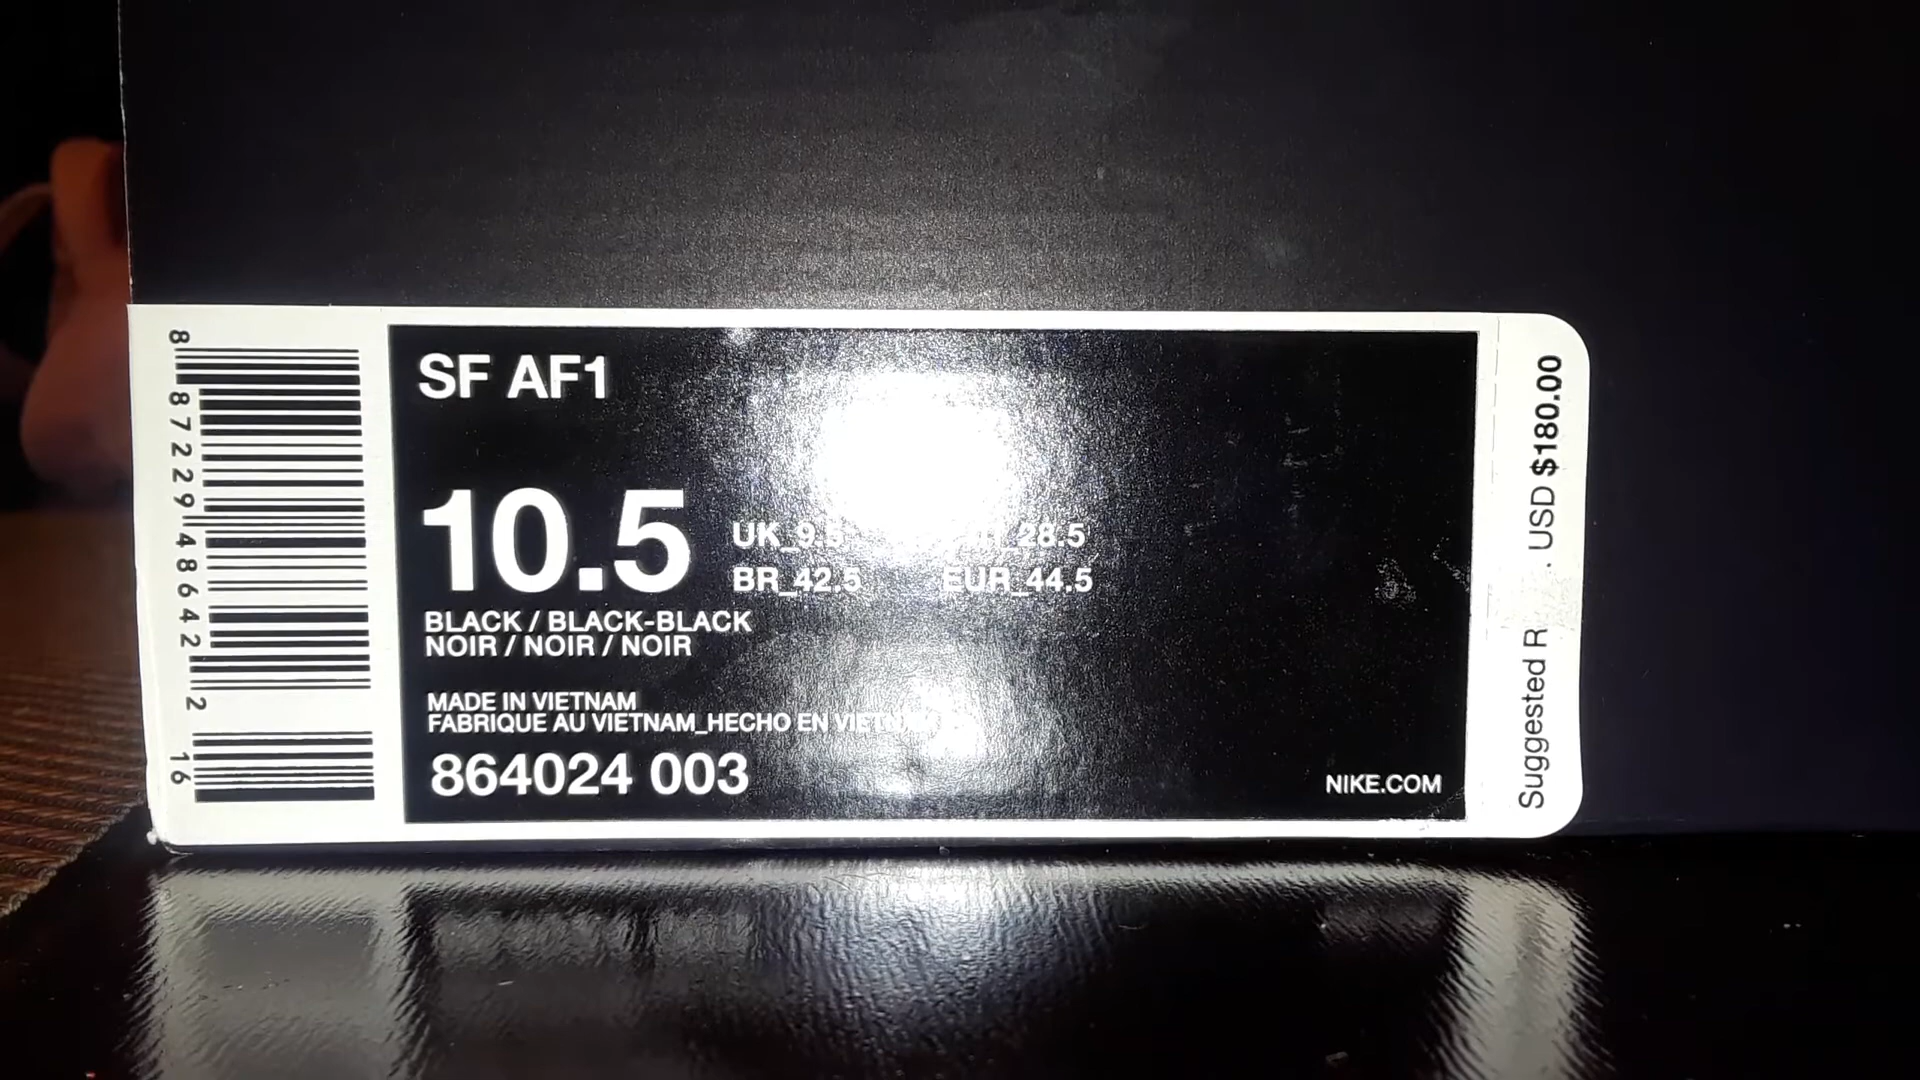 SF AF1
10.5
UK_9.5 28.5
BR_42.5 EUR_44.5
BLACK / BLACK-BLACK
NOIR / NOIR / NOIR
MADE IN VIETNAM
FABRIQUE AU VIETNAM_HECHO EN VIETNAM
864024 003
NIKE.COM
8 87229 48642 2
16
Suggested R . USD $180.00